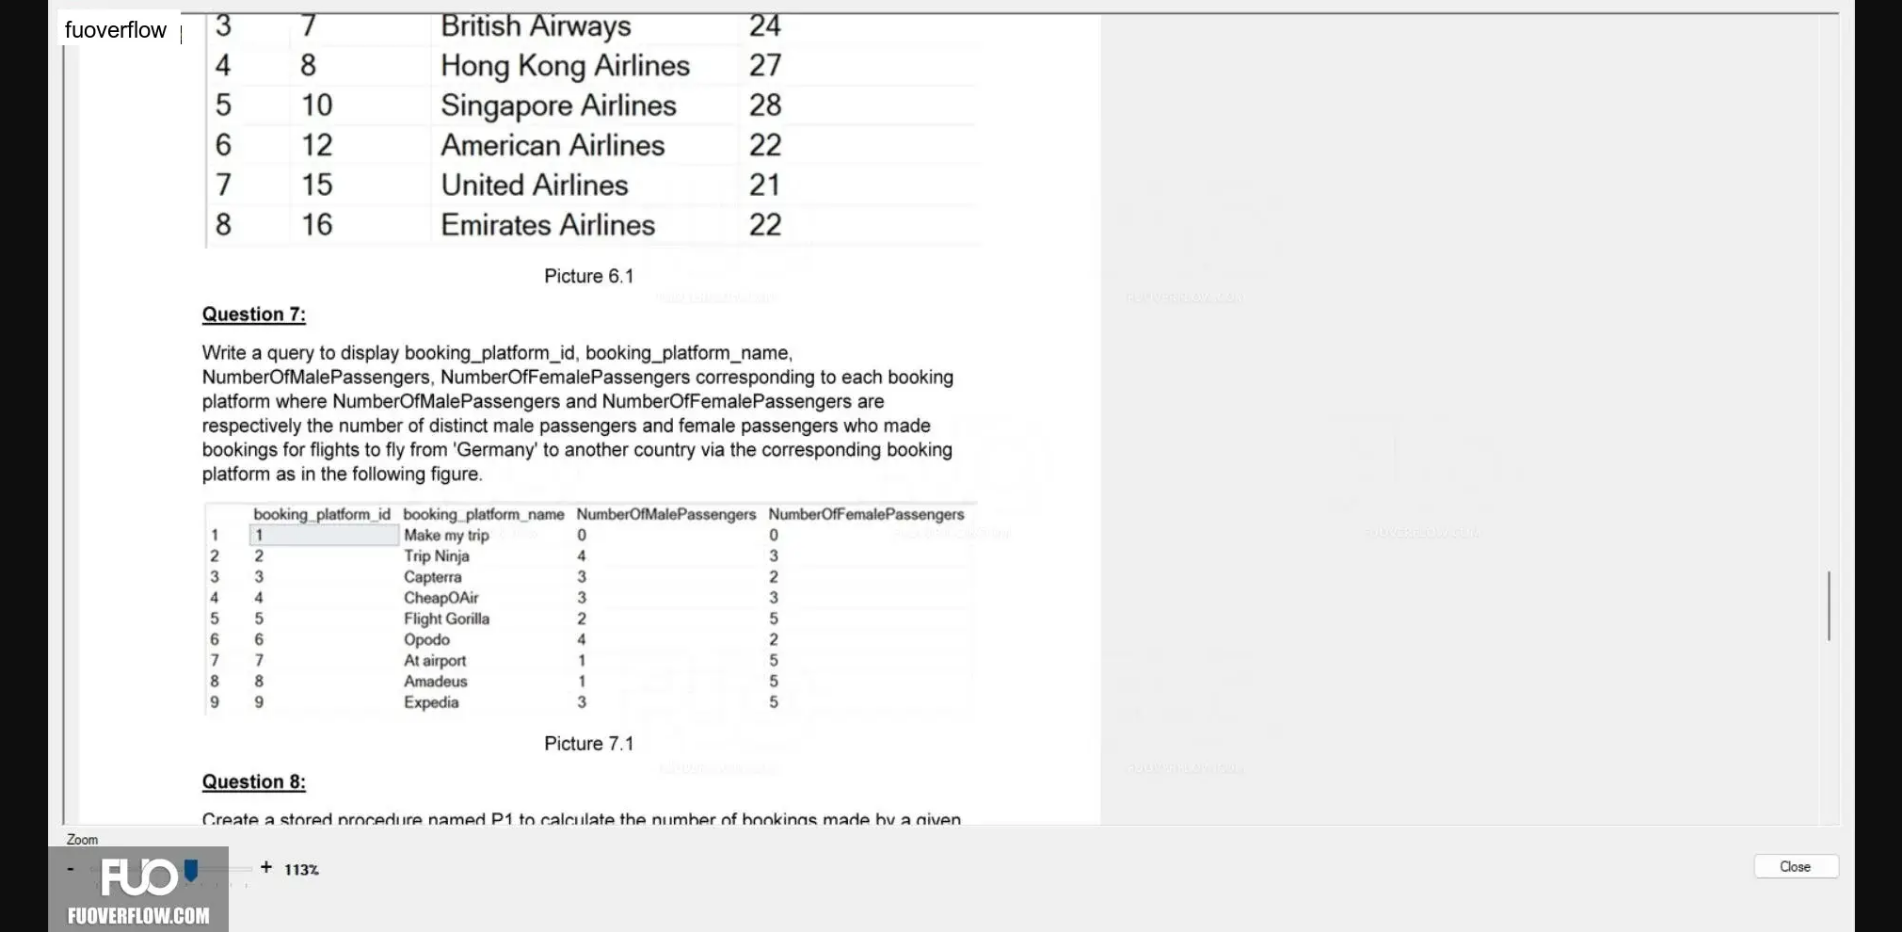 fuoverflow
3 7 British Airways 24
4 8 Hong Kong Airlines 27
5 10 Singapore Airlines 28
6 12 American Airlines 22
7 15 United Airlines 21
8 16 Emirates Airlines 22
Picture 6.1
Question 7:
Write a query to display booking_platform_id, booking_platform_name,
NumberOfMalePassengers, NumberOfFemalePassengers corresponding to each booking
platform where NumberOfMalePassengers and NumberOfFemalePassengers are
respectively the number of distinct male passengers and female passengers who made
bookings for flights to fly from 'Germany' to another country via the corresponding booking
platform as in the following figure.
booking_platform_id booking_platform_name NumberOfMalePassengers NumberOfFemalePassengers
1 1 Make my trip 0 0
2 2 Trip Ninja 4 3
3 3 Capterra 3 2
4 4 CheapOAir 3 3
5 5 Flight Gorilla 2 5
6 6 Opodo 4 2
7 7 At airport 1 5
8 8 Amadeus 1 5
9 9 Expedia 3 5
Picture 7.1
Question 8:
Create a stored procedure named P1 to calculate the number of bookings made by a given
Zoom
- + 113%
Close
FUO
FUOVERFLOW.COM